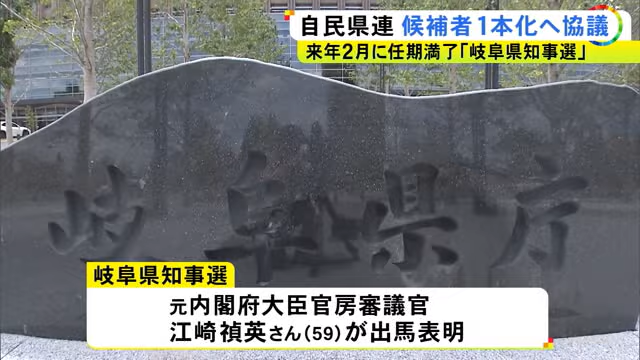 自民県連 候補者1本化へ協議
来年2月に任期満了「岐阜県知事選」
岐阜県庁
岐阜県知事選
元内閣府大臣官房審議官
江崎禎英さん(59)が出馬表明